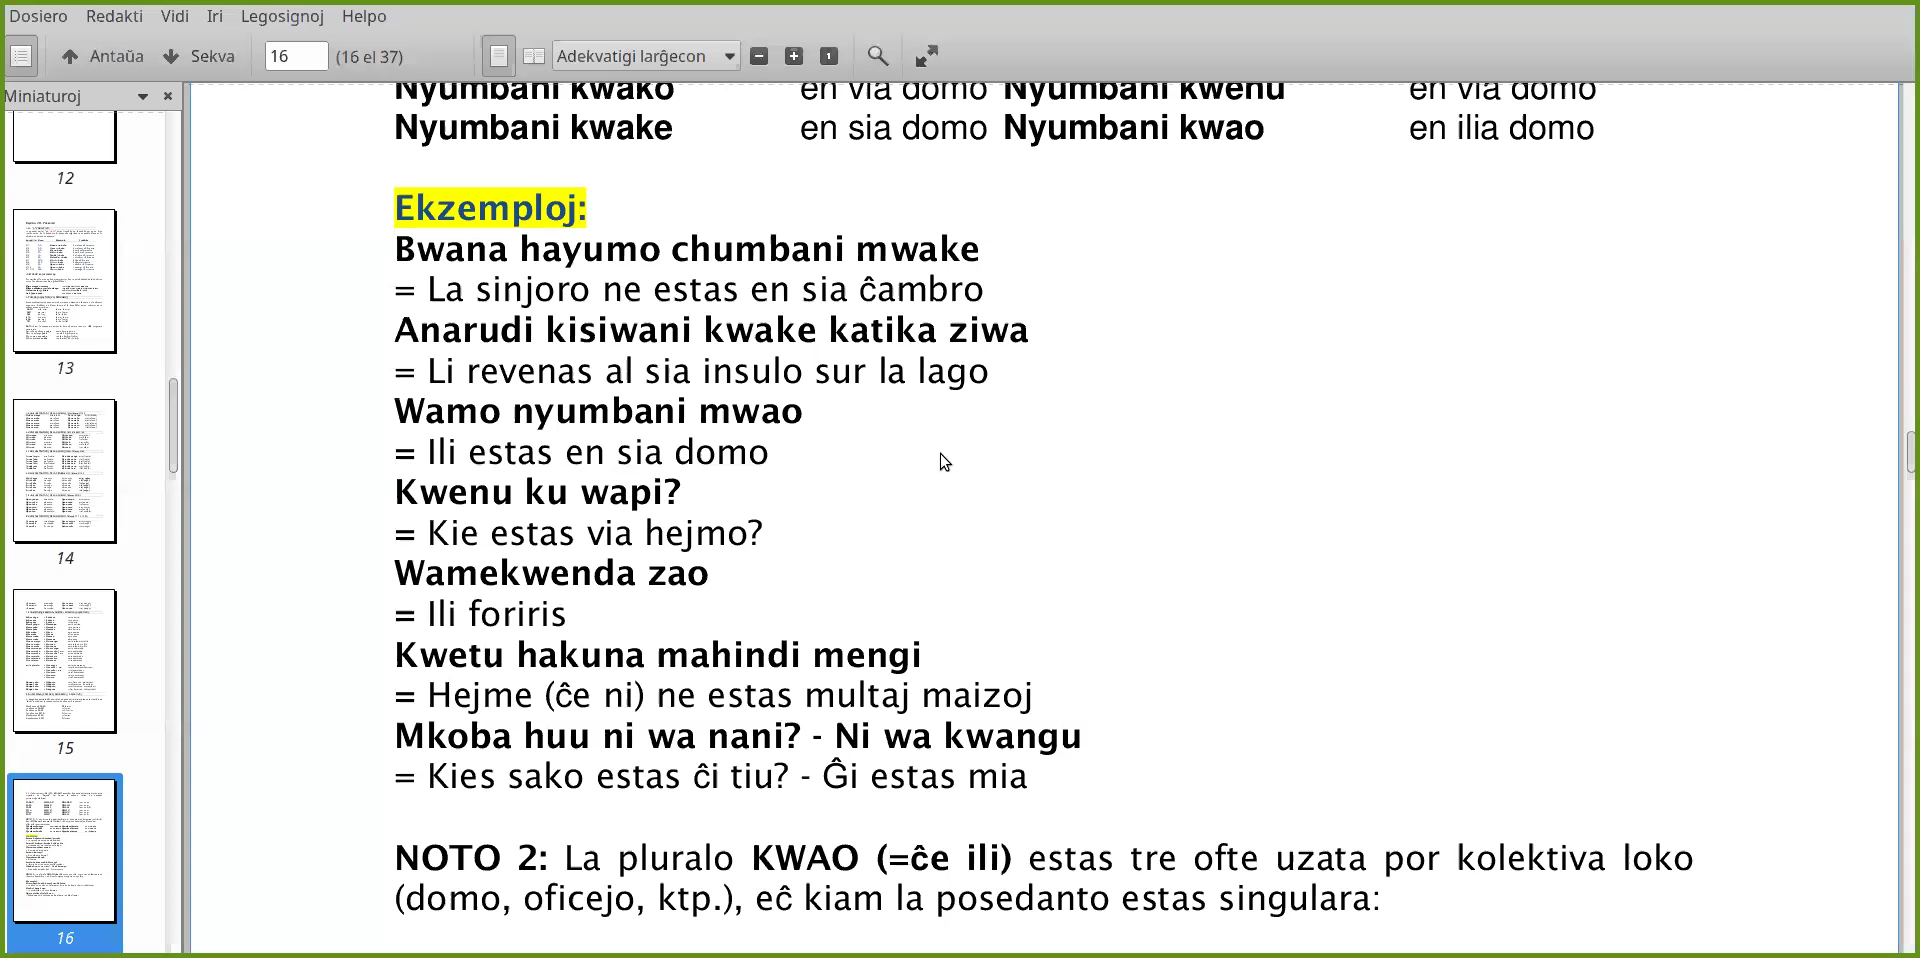 Dosiero Redakti Vidi Iri Legosignoj Helpo
Antaŭa Sekva 16 (16 el 37) Adekvatigi larĝecon
Miniaturoj
12
13
14
15
16
Nyumbani kwako en via domo Nyumbani kwenu en via domo
Nyumbani kwake en sia domo Nyumbani kwao en ilia domo
Ekzemploj:
Bwana hayumo chumbani mwake
= La sinjoro ne estas en sia ĉambro
Anarudi kisiwani kwake katika ziwa
= Li revenas al sia insulo sur la lago
Wamo nyumbani mwao
= Ili estas en sia domo
Kwenu ku wapi?
= Kie estas via hejmo?
Wamekwenda zao
= Ili foriris
Kwetu hakuna mahindi mengi
= Hejme (ĉe ni) ne estas multaj maizoj
Mkoba huu ni wa nani? - Ni wa kwangu
= Kies sako estas ĉi tiu? - Ĝi estas mia
NOTO 2: La pluralo KWAO (=ĉe ili) estas tre ofte uzata por kolektiva loko
(domo, oficejo, ktp.), eĉ kiam la posedanto estas singulara: